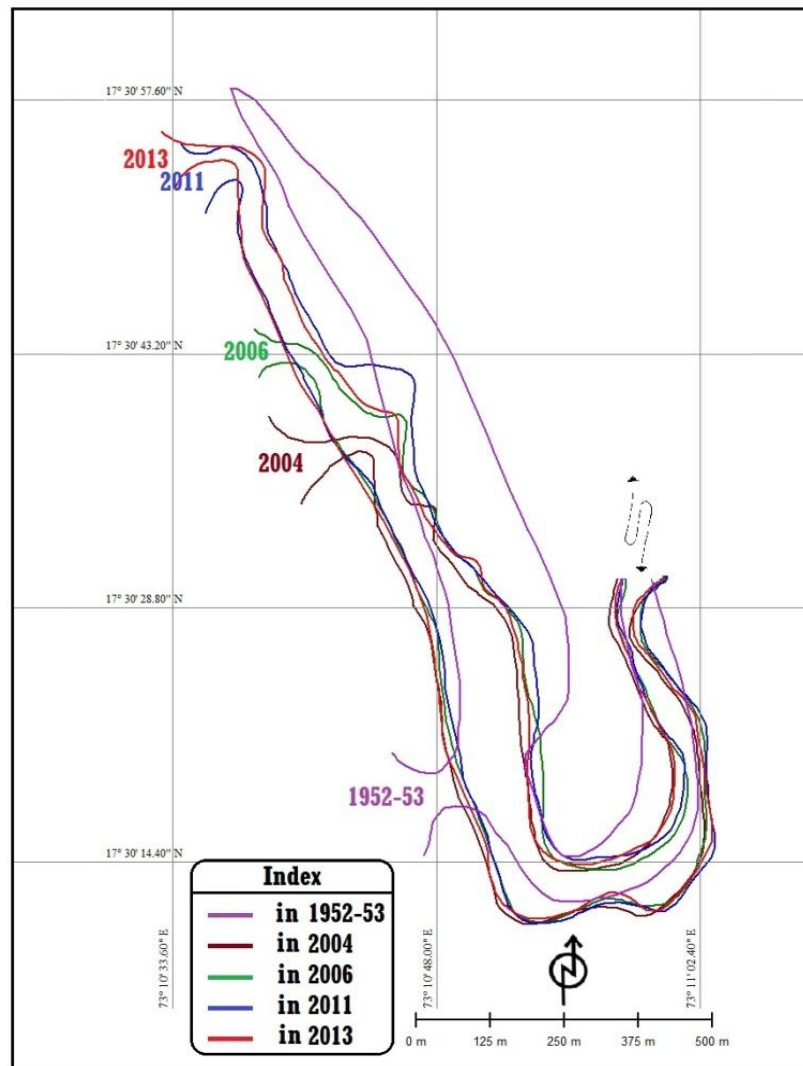 17° 30' 57.60" N
2013
2011
17° 30' 43.20" N
2006
2004
17° 30' 28.80" N
1952-53
17° 30' 14.40" N
Index
in 1952-53
in 2004
in 2006
in 2011
in 2013
73° 10' 33.60" E
73° 10' 48.00" E
73° 11' 02.40" E
N
0 m 125 m 250 m 375 m 500 m